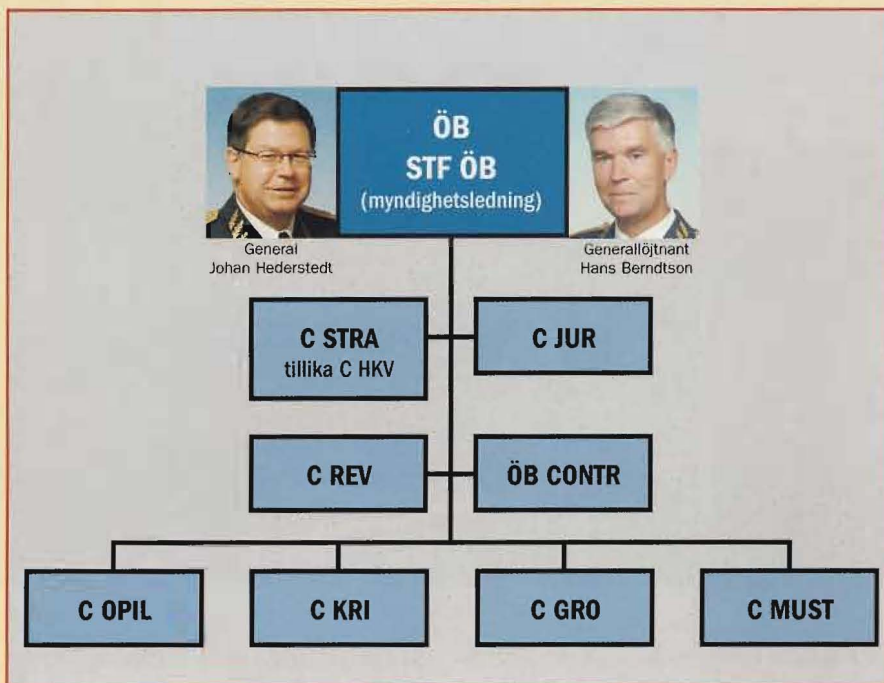 ÖB
STF ÖB
(myndighetsledning)
General
Johan Hederstedt
Generallöjtnant
Hans Berndtson
C STRA
tillika C HKV
C JUR
C REV
ÖB CONTR
C OPIL
C KRI
C GRO
C MUST